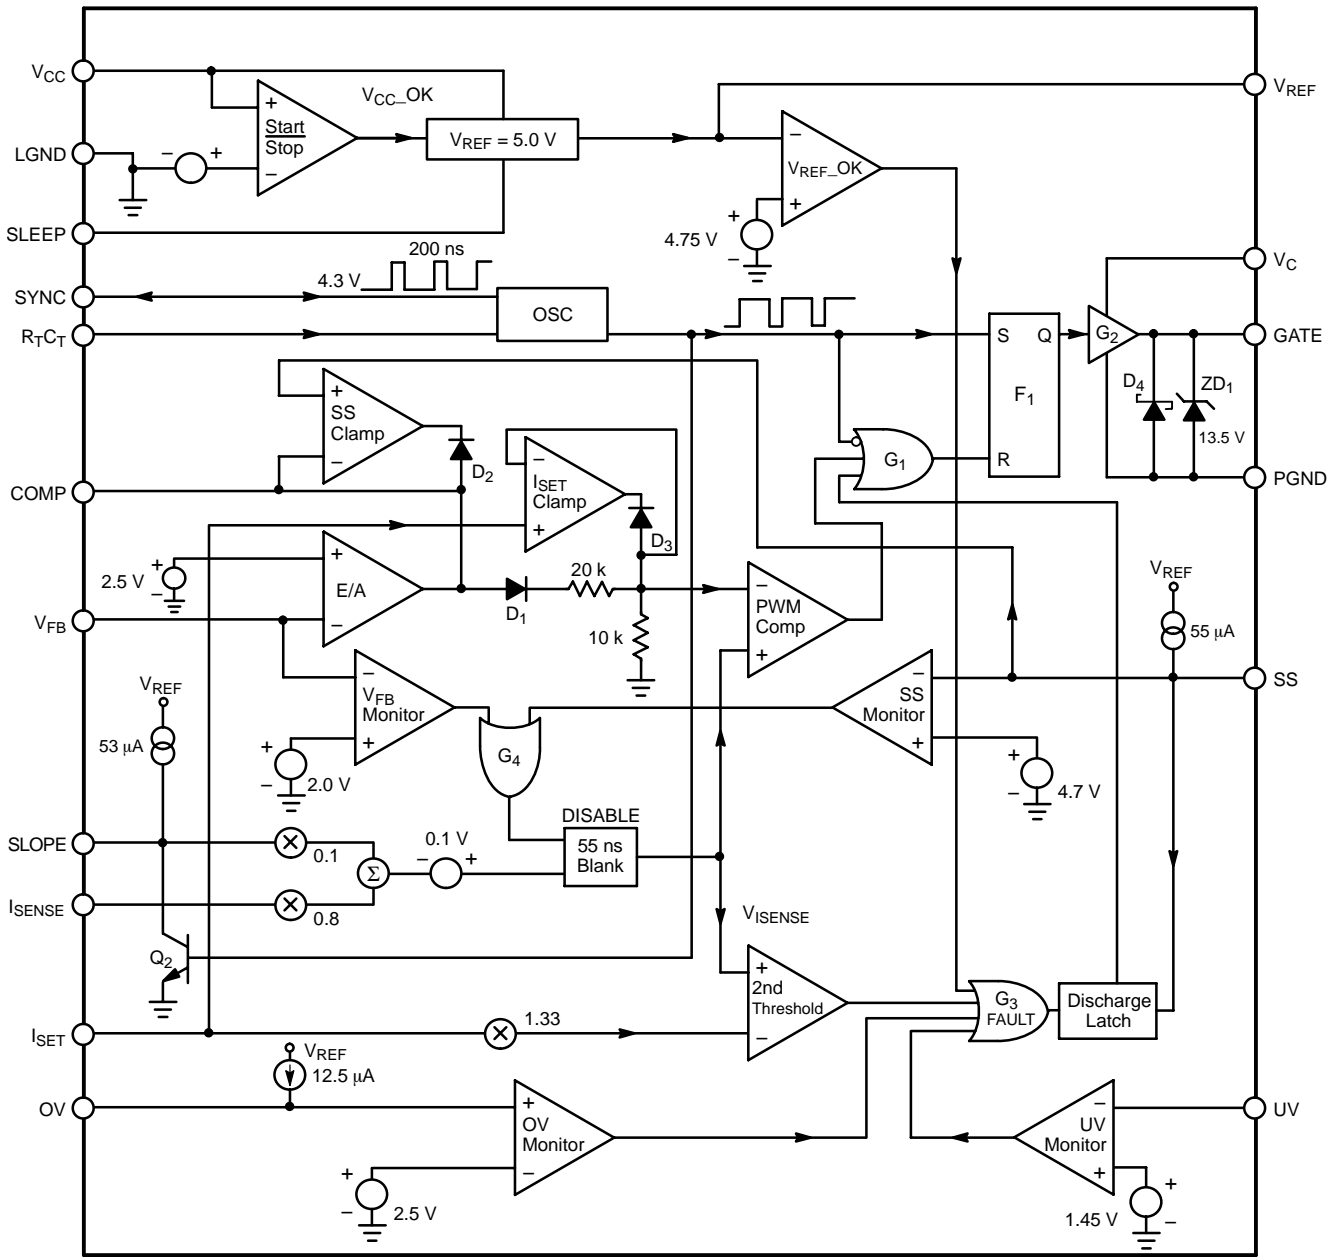 VCC
VCC_OK
VREF
+
Start
Stop
VREF = 5.0 V
−
LGND
−
+
−
VREF_OK
+
+
4.75 V
−
SLEEP
200 ns
4.3 V
VC
SYNC
OSC
RTCT
S
Q
G2
GATE
+
SS
Clamp
−
D4
ZD1
F1
13.5 V
D2
−
ISET
Clamp
+
G1
R
COMP
PGND
D3
+
2.5 V
−
E/A
−
20 k
D1
−
PWM
Comp
+
VREF
55 µA
VFB
10 k
−
VFB
Monitor
+
−
SS
Monitor
+
SS
VREF
53 µA
+
−
2.0 V
G4
+
−
4.7 V
DISABLE
SLOPE
0.1
0.1 V
−
+
55 ns
Blank
Σ
ISENSE
0.8
VISENSE
Q2
+
2nd
Threshold
−
G3
FAULT
Discharge
Latch
ISET
1.33
VREF
12.5 µA
OV
+
OV
Monitor
−
−
UV
Monitor
+
UV
+
−
2.5 V
1.45 V
+
−